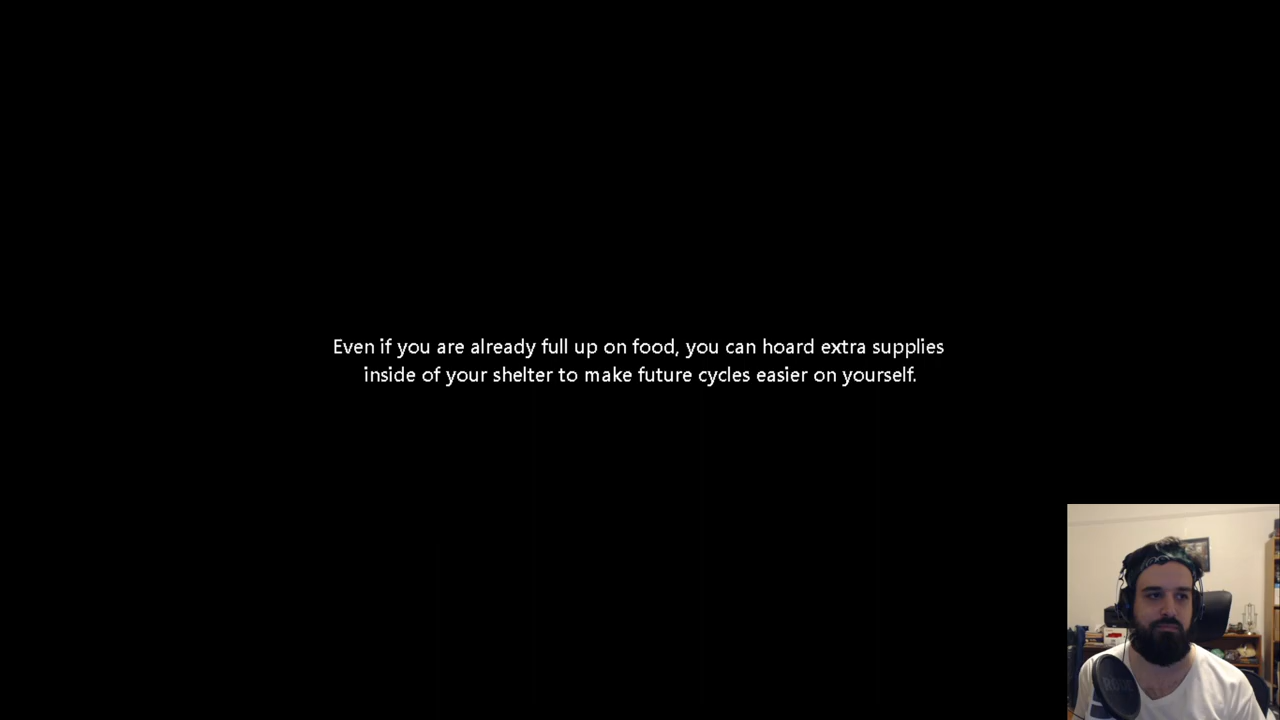 Even if you are already full up on food, you can hoard extra supplies
inside of your shelter to make future cycles easier on yourself.
RODE